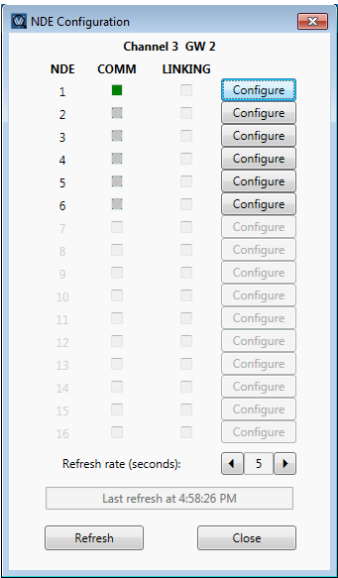 NDE Configuration
Channel 3 GW 2
NDE COMM LINKING
1 Configure
2 Configure
3 Configure
4 Configure
5 Configure
6 Configure
7 Configure
8 Configure
9 Configure
10 Configure
11 Configure
12 Configure
13 Configure
14 Configure
15 Configure
16 Configure
Refresh rate (seconds): 5
Last refresh at 4:58:26 PM
Refresh Close